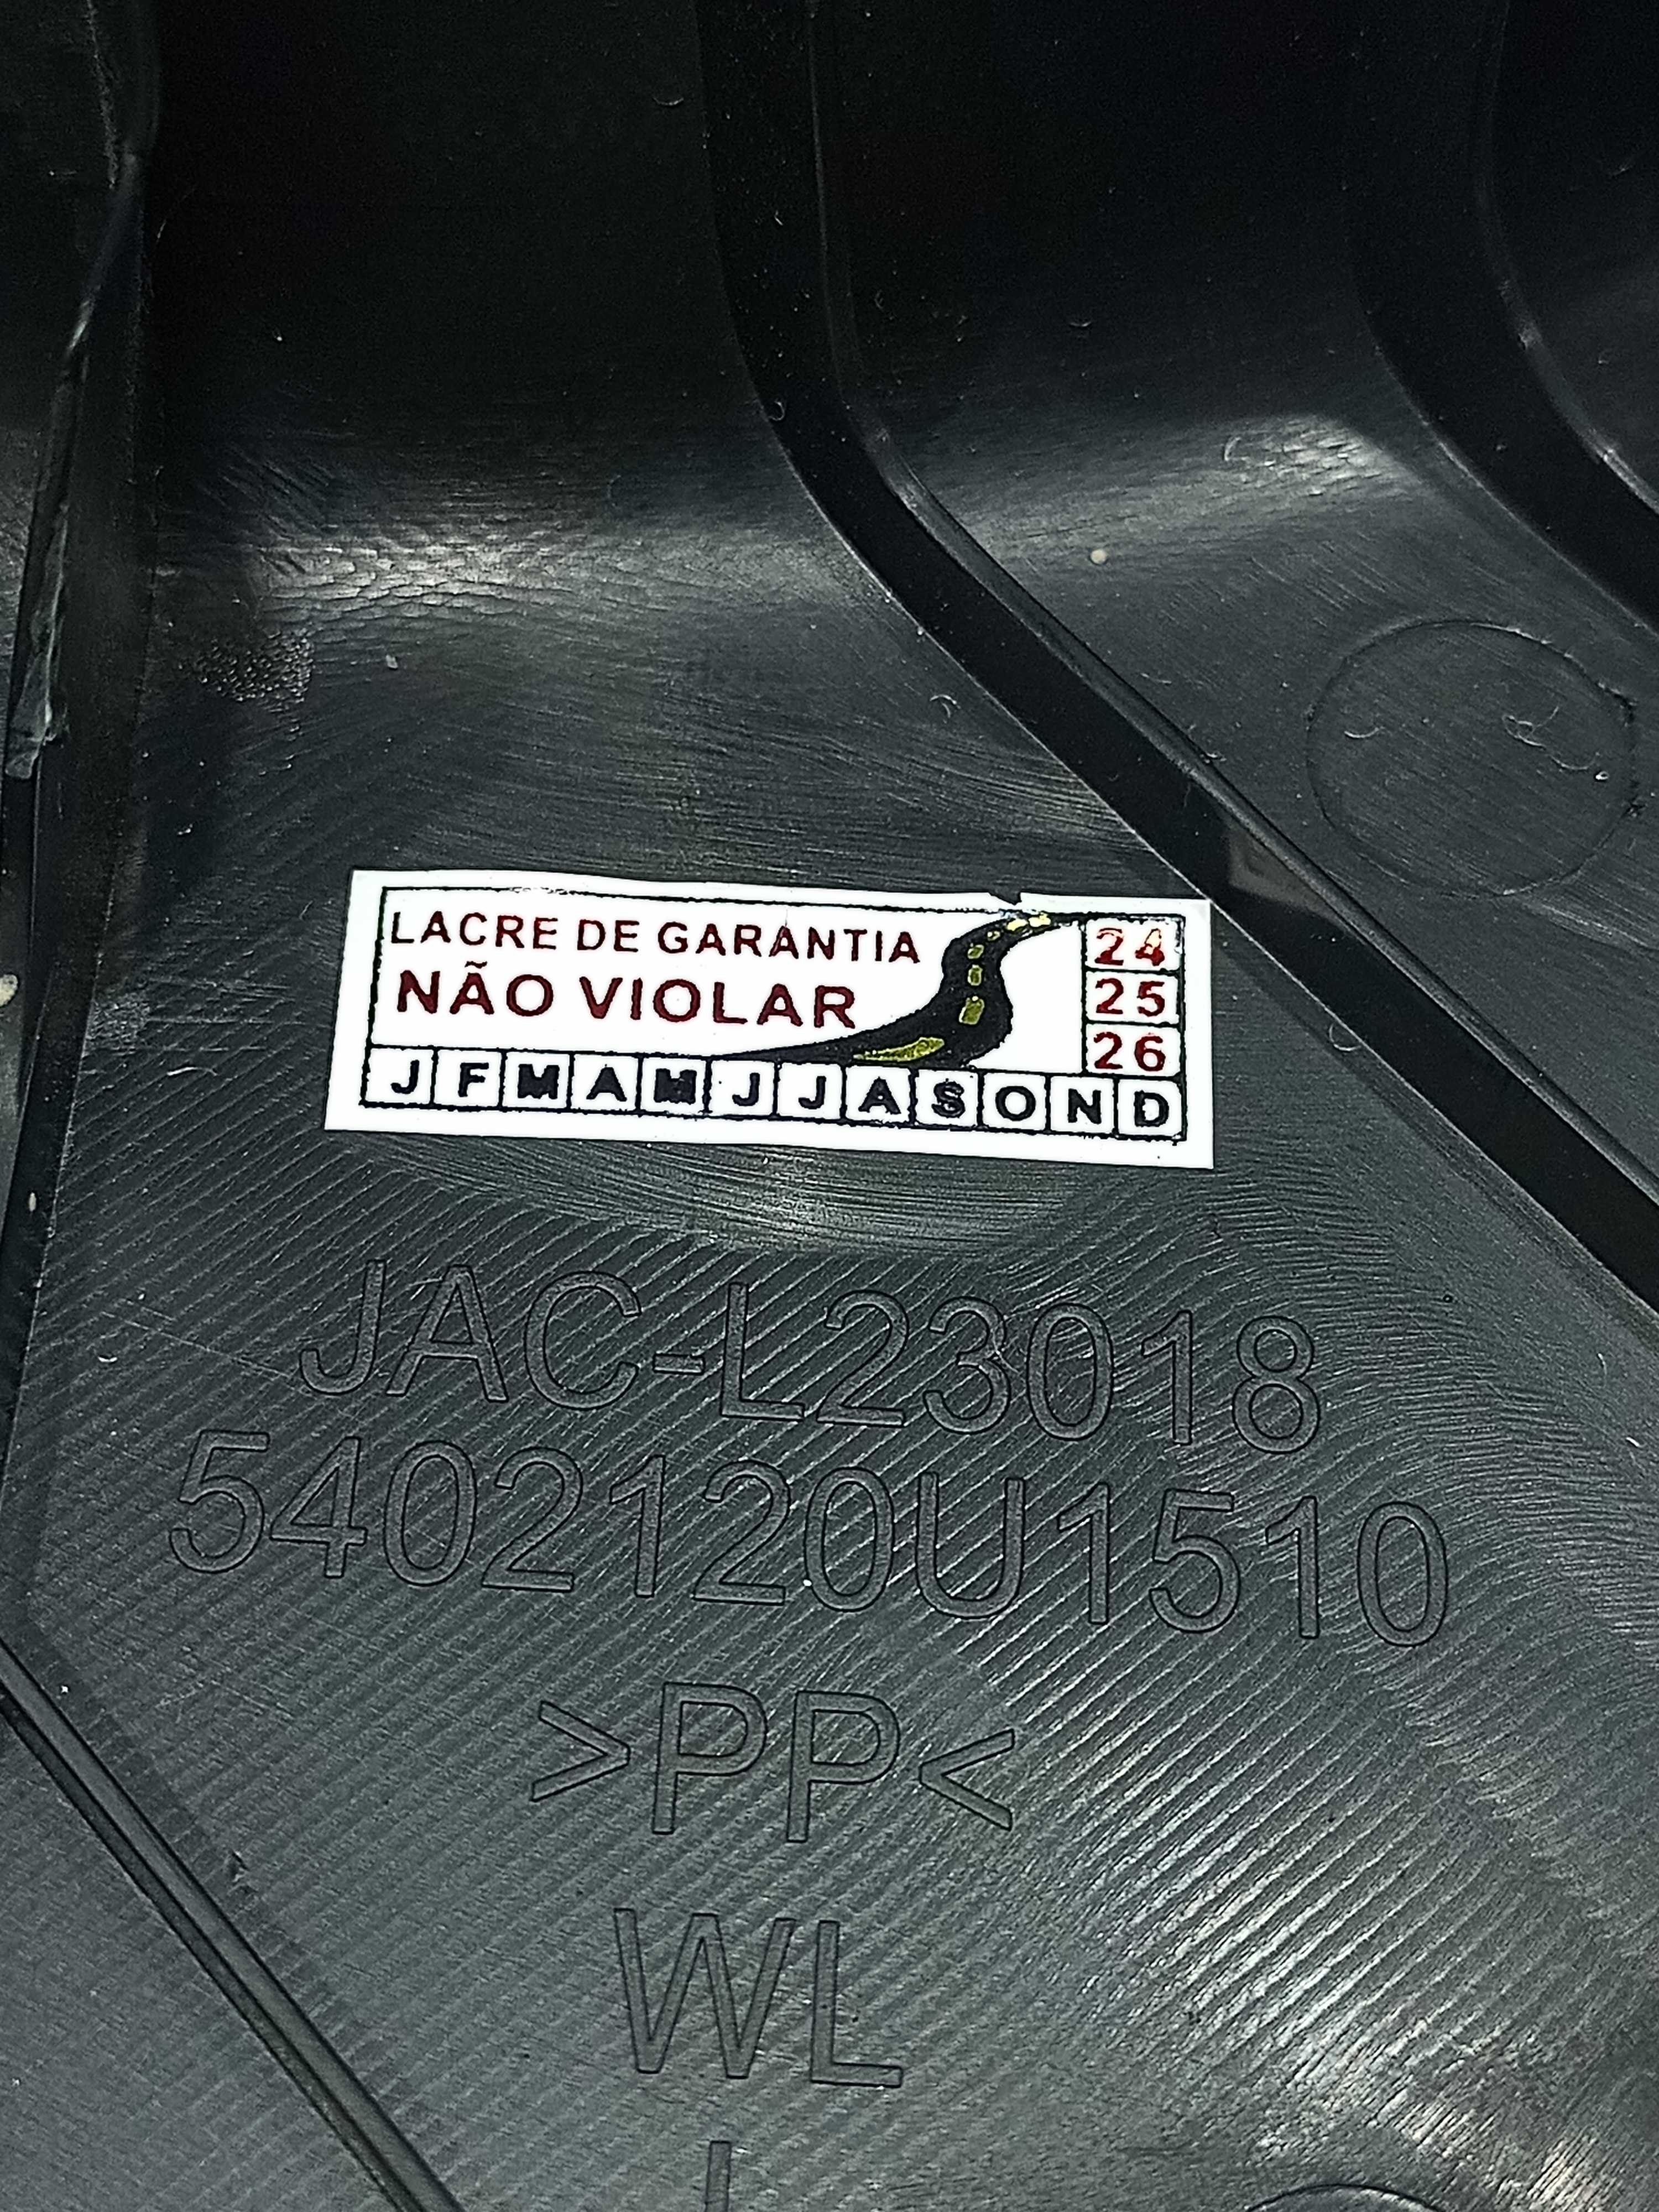 LACRE DE GARANTIA 24
NÃO VIOLAR 25
26
J F M A M J J A S O N D
JAC-L23018
5402120U1510
>PP<
WL